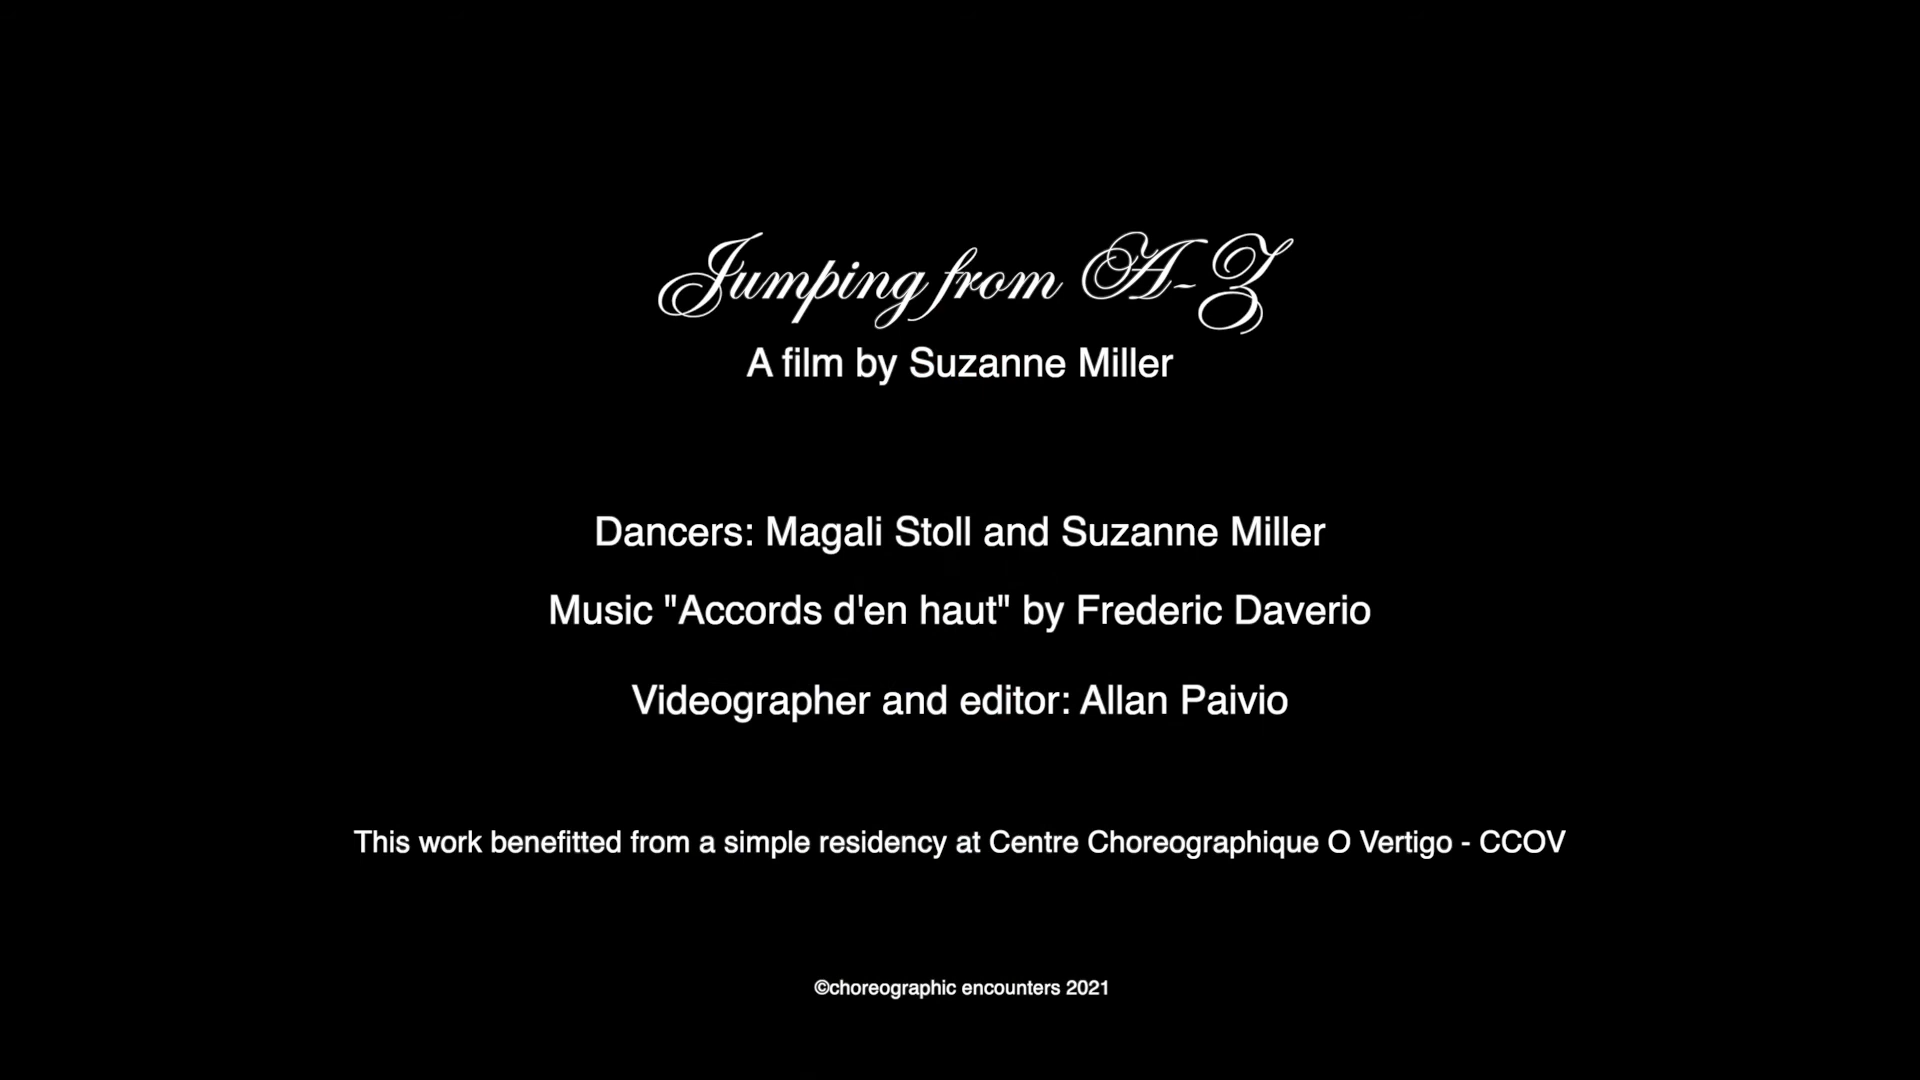 Jumping from A-Z
A film by Suzanne Miller
Dancers: Magali Stoll and Suzanne Miller
Music "Accords d'en haut" by Frederic Daverio
Videographer and editor: Allan Paivio
This work benefitted from a simple residency at Centre Choreographique O Vertigo - CCOV
©choreographic encounters 2021